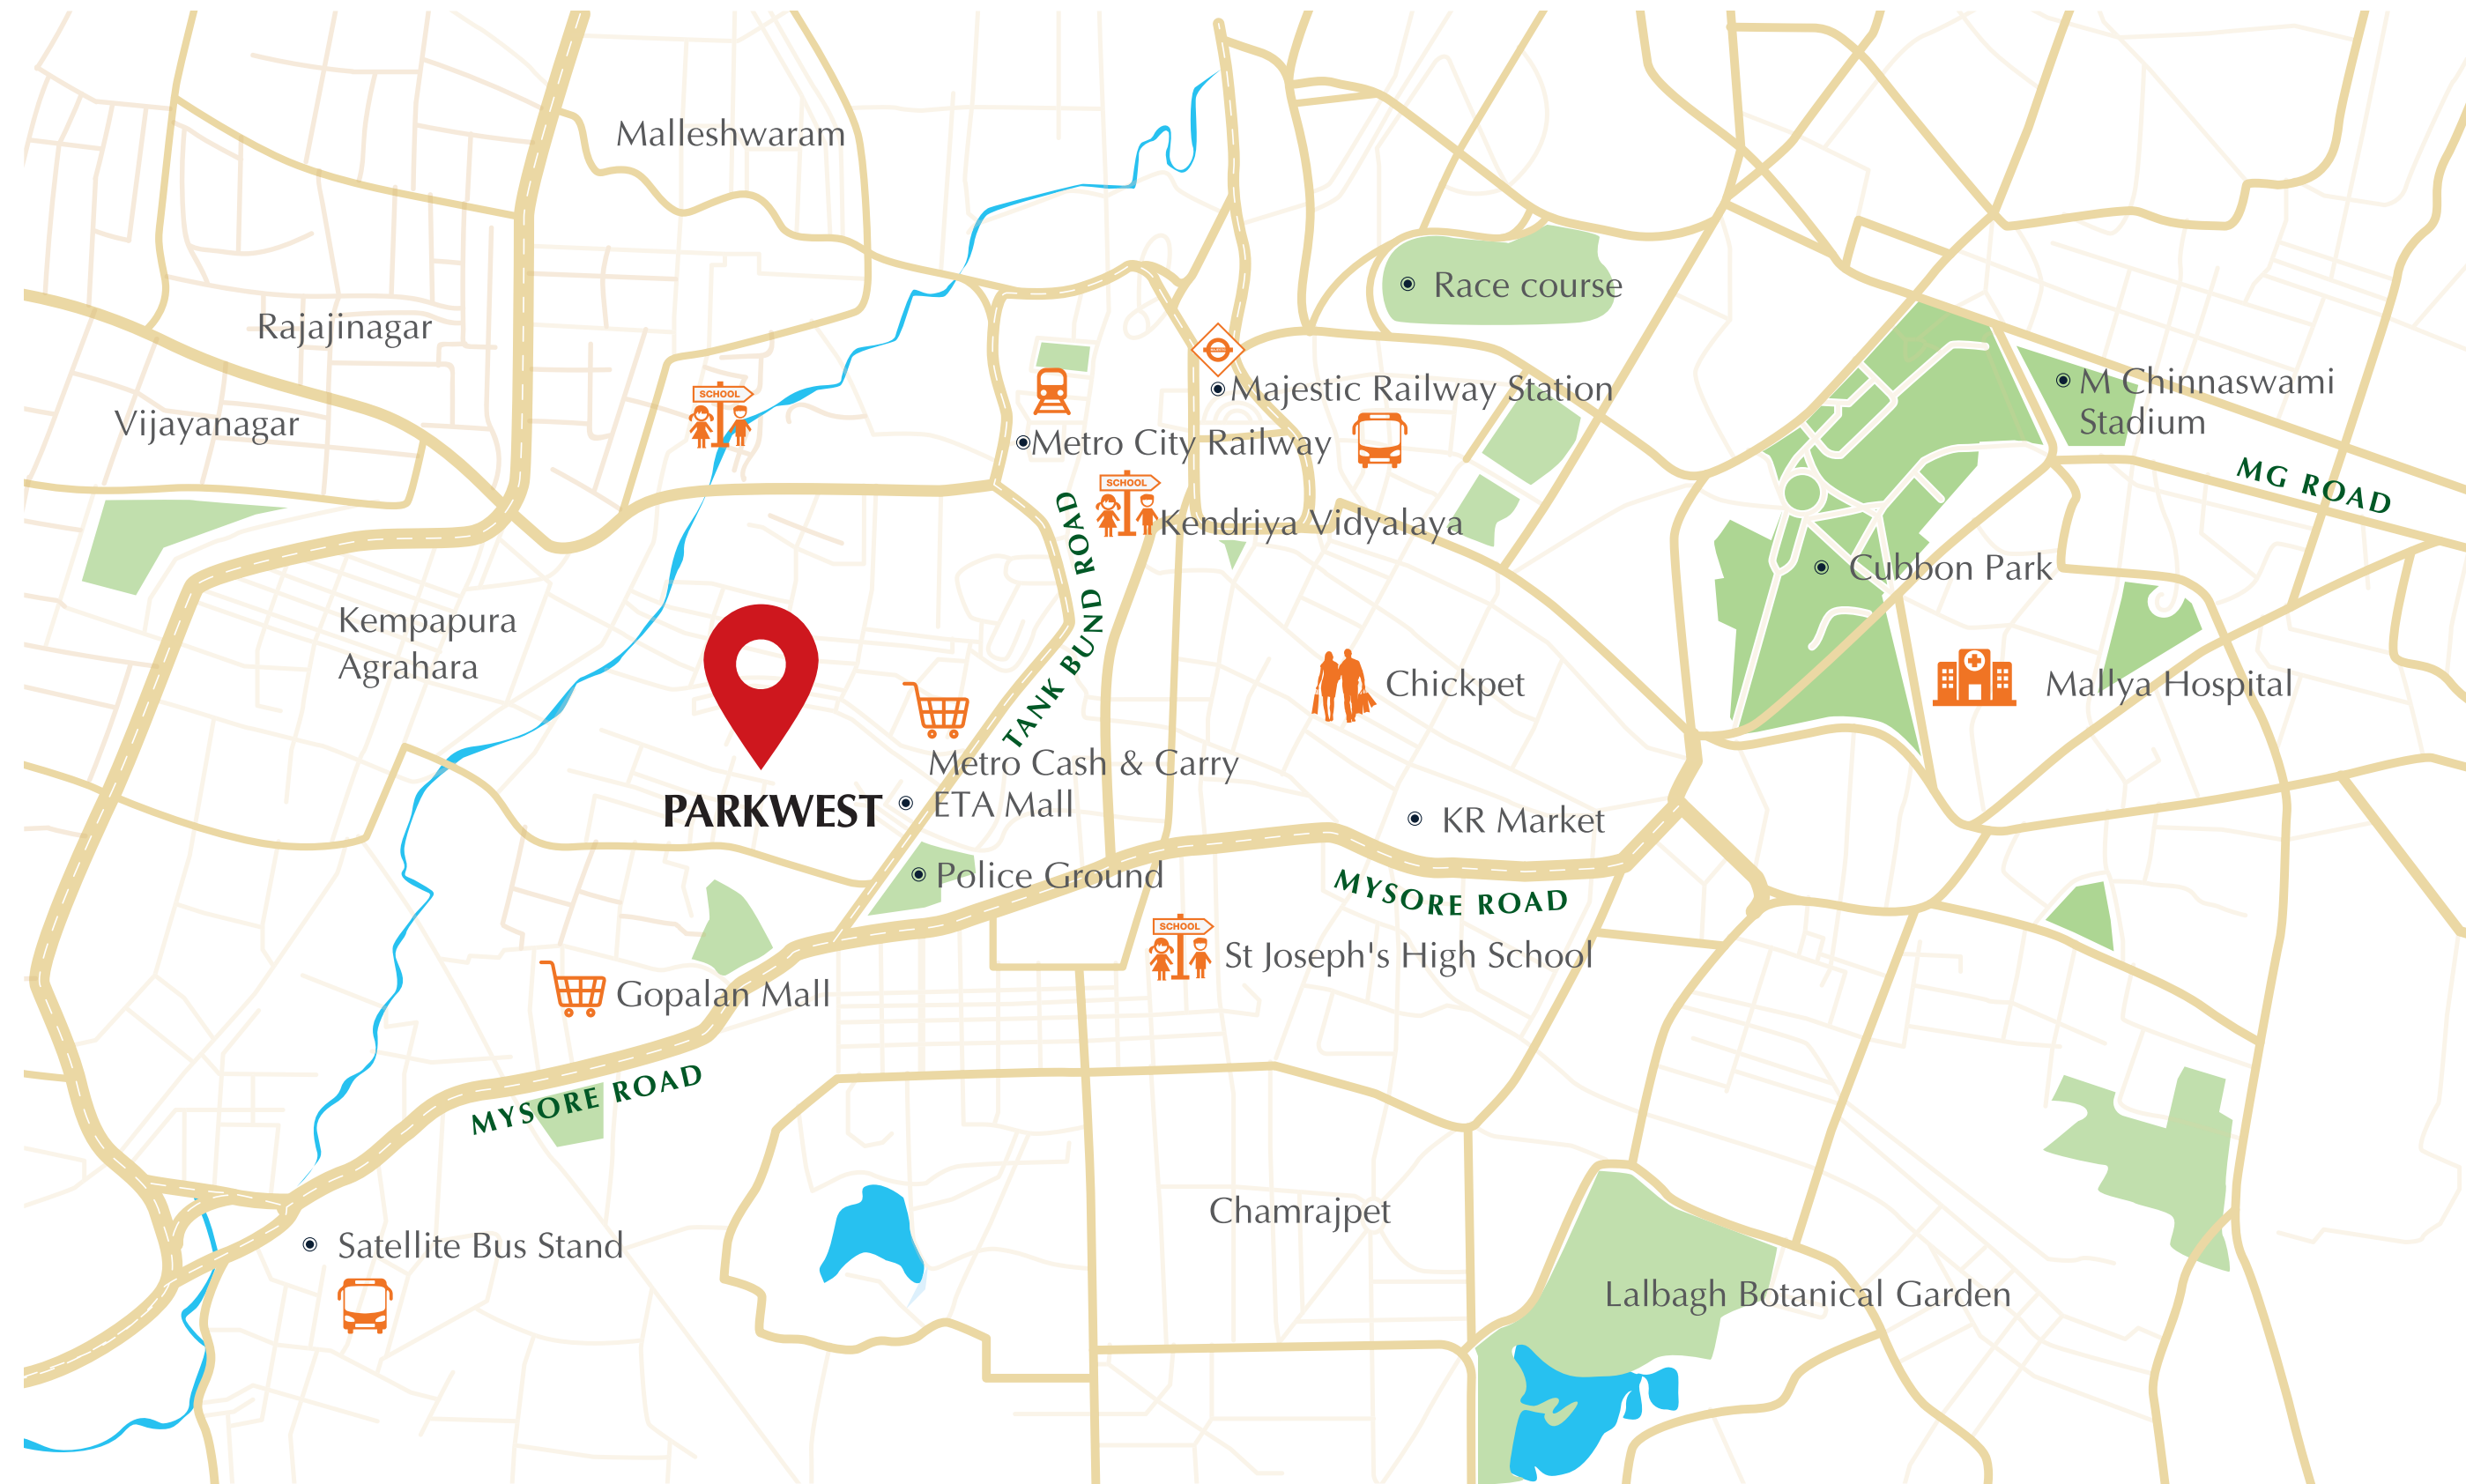 Malleshwaram
Race course
Rajajinagar
M Chinnaswami
Stadium
SCHOOL
Majestic Railway Station
Vijayanagar
Metro City Railway
MG ROAD
SCHOOL
Kendriya Vidyalaya
TANK BUND ROAD
Cubbon Park
Kempapura
Agrahara
Chickpet
Mallya Hospital
Metro Cash & Carry
PARKWEST
ETA Mall
KR Market
Police Ground
MYSORE ROAD
SCHOOL
St Joseph's High School
Gopalan Mall
MYSORE ROAD
Chamrajpet
Satellite Bus Stand
Lalbagh Botanical Garden